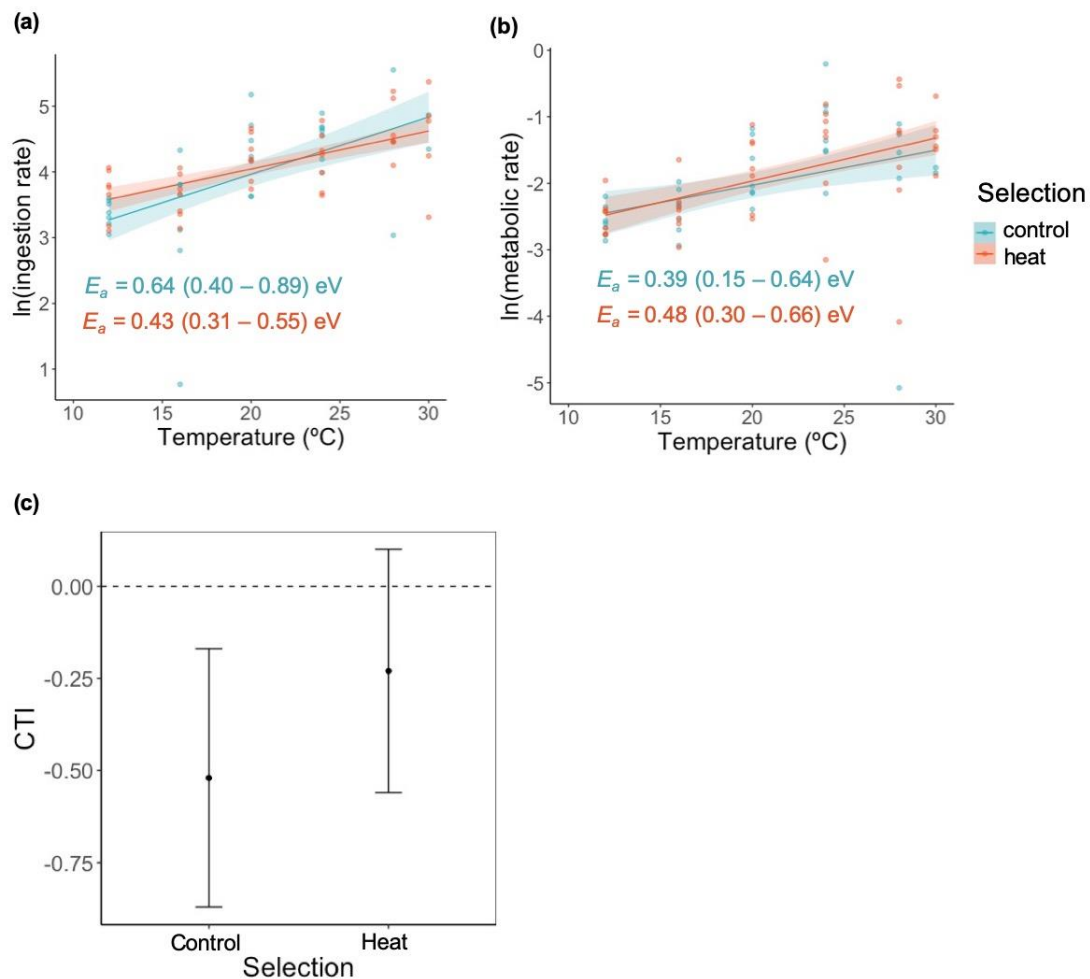 (a)
ln(ingestion rate)
5
4
3
2
1
E_a = 0.64 (0.40 – 0.89) eV
E_a = 0.43 (0.31 – 0.55) eV
10 15 20 25 30
Temperature (ºC)
(b)
ln(metabolic rate)
0
-1
-2
-3
-4
-5
E_a = 0.39 (0.15 – 0.64) eV
E_a = 0.48 (0.30 – 0.66) eV
10 15 20 25 30
Temperature (ºC)
Selection
control
heat
(c)
CTI
0.00
-0.25
-0.50
-0.75
Control Heat
Selection